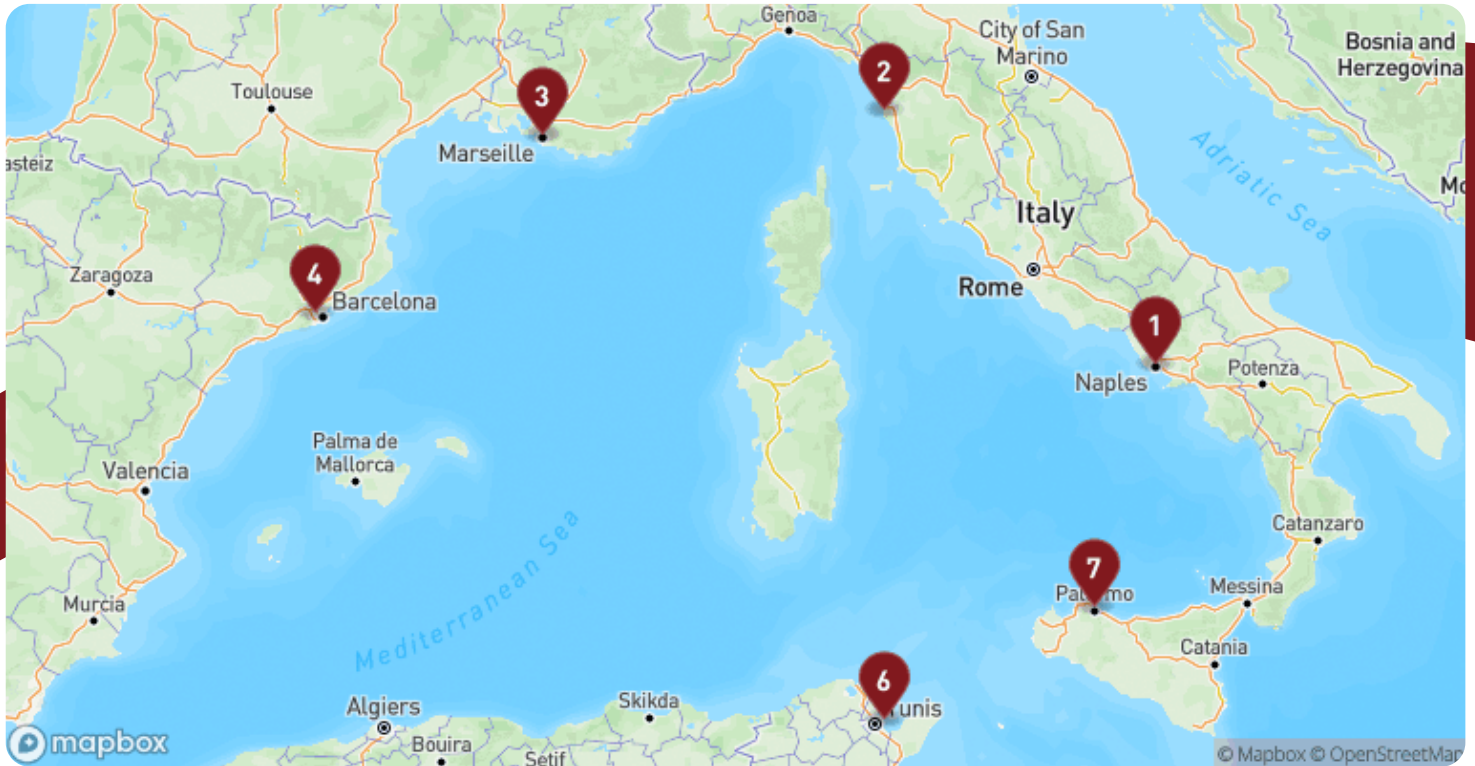 Genoa
City of San
Marino
Bosnia and
Herzegovina
2
3
Toulouse
Marseille
asteiz
Adriatic Sea
Mo
Italy
4
Zaragoza
Barcelona
Rome
1
Naples
Potenza
Palma de
Mallorca
Valencia
Mediterranean Sea
Catanzaro
7
Pal mo
Messina
Murcia
Catania
6
unis
Skikda
Algiers
Bouira
Setif
mapbox
© Mapbox © OpenStreetMap